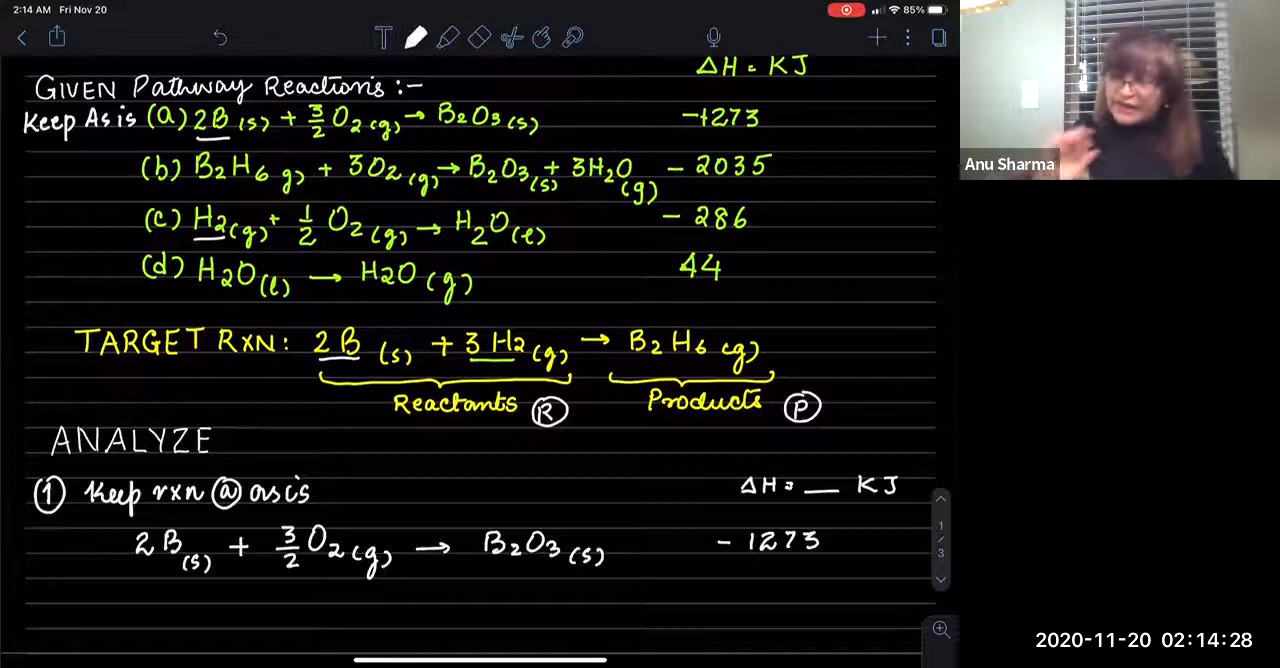 2:14 AM Fri Nov 20
85%
ΔH = KJ
GIVEN Pathway Reactions :-
Keep As is (a) 2B (s) + 3/2 O2 (g) → B2O3 (s) -1273
(b) B2H6 g) + 3O2 (g) → B2O3 (s) + 3H2O (g) - 2035
(c) H2 (g) + 1/2 O2 (g) → H2O (l) - 286
(d) H2O (l) → H2O (g) 44
TARGET RXN: 2B (s) + 3H2 (g) → B2H6 (g)
Reactants (R) Products (P)
ANALYZE
(1) Keep rxn (a) as is ΔH = __ KJ
2B (s) + 3/2 O2 (g) → B2O3 (s) - 1273
1/3
Anu Sharma
2020-11-20 02:14:28